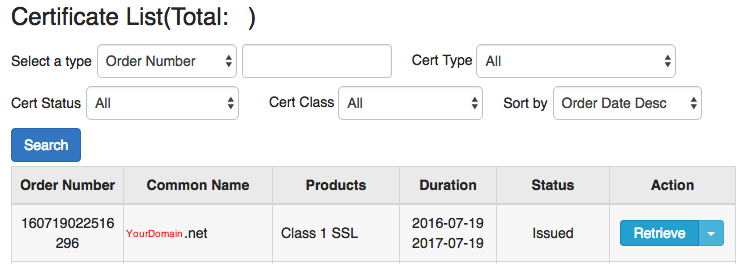 Certificate List(Total: )
Select a type Order Number Cert Type All
Cert Status All Cert Class All Sort by Order Date Desc
Search
Order Number Common Name Products Duration Status Action
160719022516 2016-07-19
YourDomain.net Class 1 SSL Issued Retrieve
296 2017-07-19